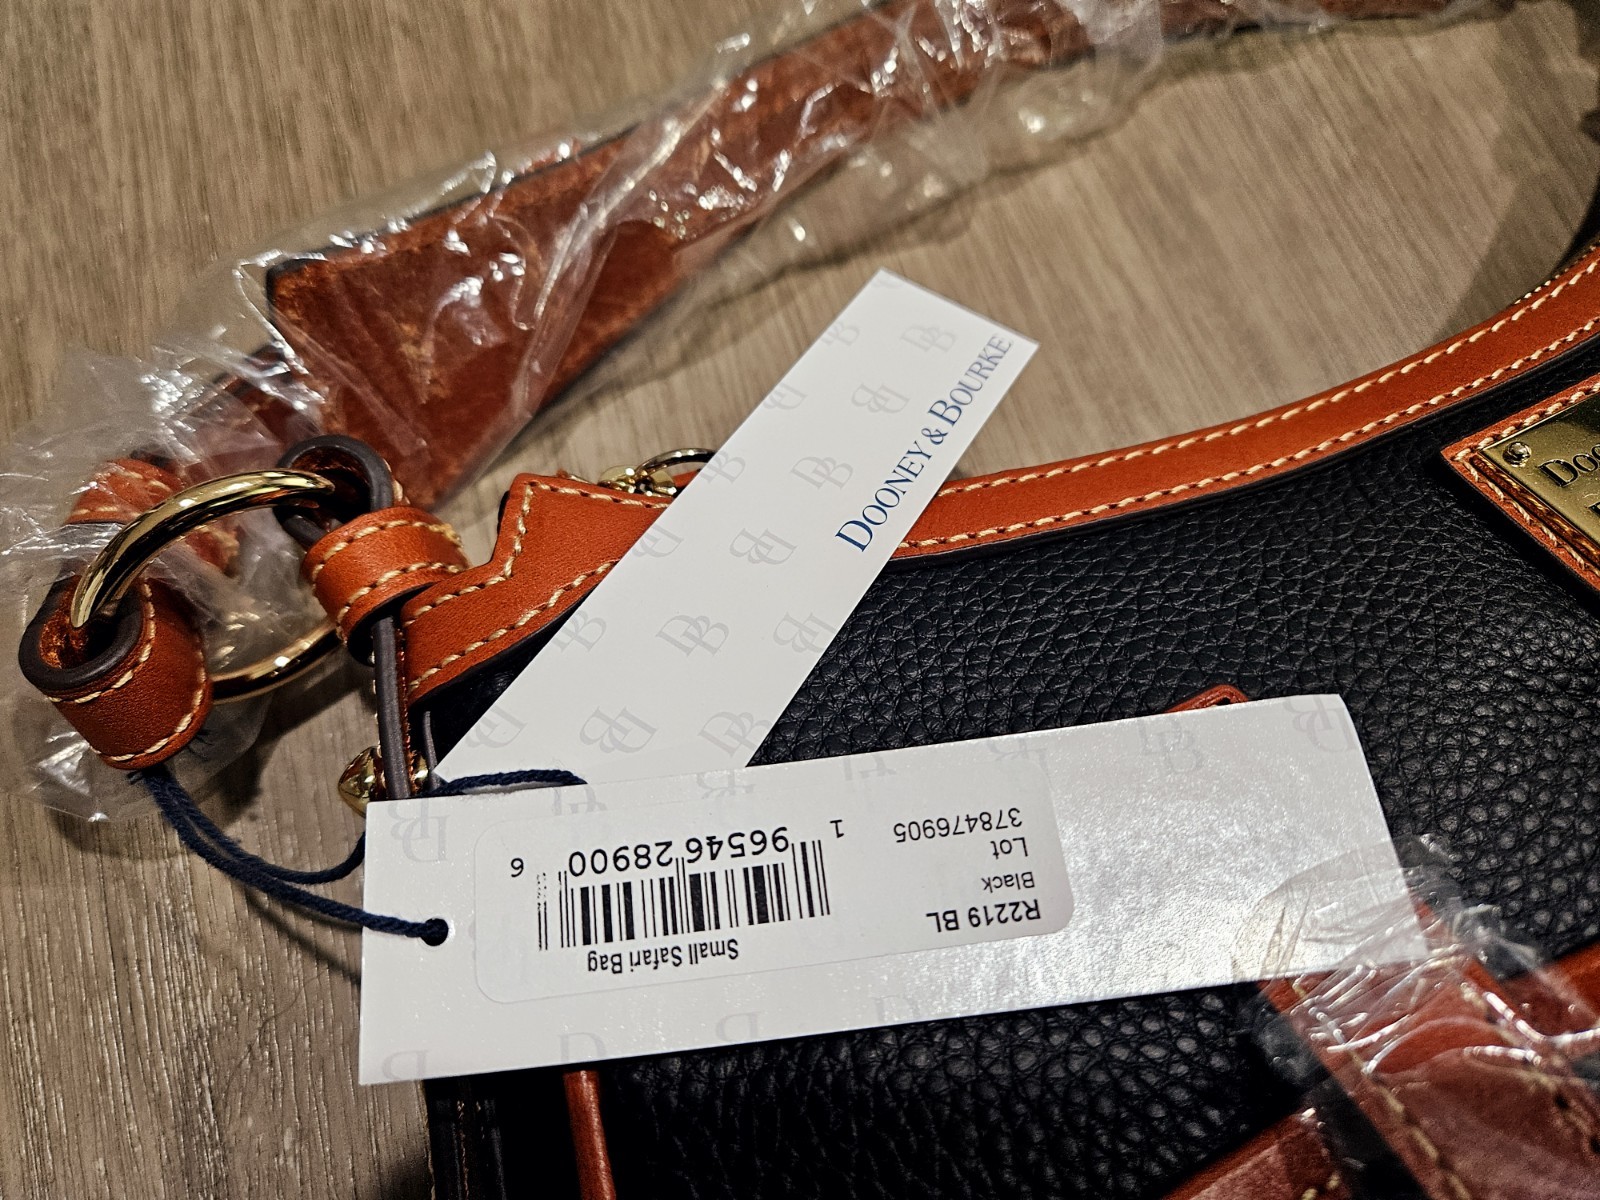 DOONEY & BOURKE
R2219 BL
Black
Lot
378476905
Small Safari Bag
1 96546 28900 6